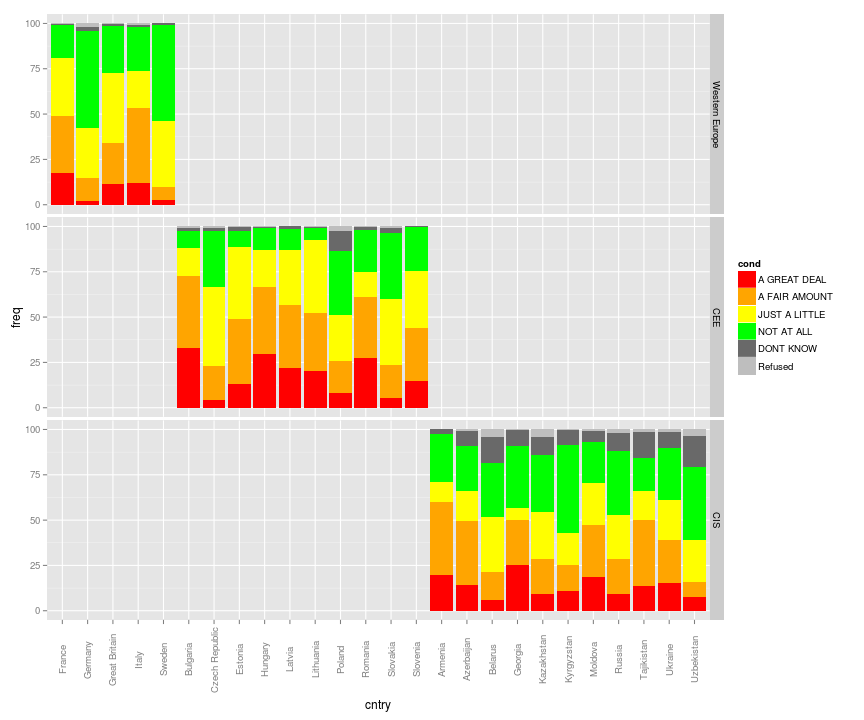 100
75
50
25
0
Western Europe
100
75
50
25
0
CEE
100
75
50
25
0
CIS
freq
France
Germany
Great Britain
Italy
Sweden
Bulgaria
Czech Republic
Estonia
Hungary
Latvia
Lithuania
Poland
Romania
Slovakia
Slovenia
Armenia
Azerbaijan
Belarus
Georgia
Kazakhstan
Kyrgyzstan
Moldova
Russia
Tajikistan
Ukraine
Uzbekistan
cntry
cond
A GREAT DEAL
A FAIR AMOUNT
JUST A LITTLE
NOT AT ALL
DONT KNOW
Refused